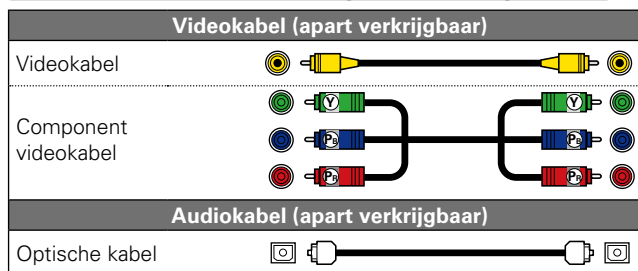 Videokabel (apart verkrijgbaar)
Videokabel
Component
videokabel
Y Y
PB PB
PR PR
Audiokabel (apart verkrijgbaar)
Optische kabel